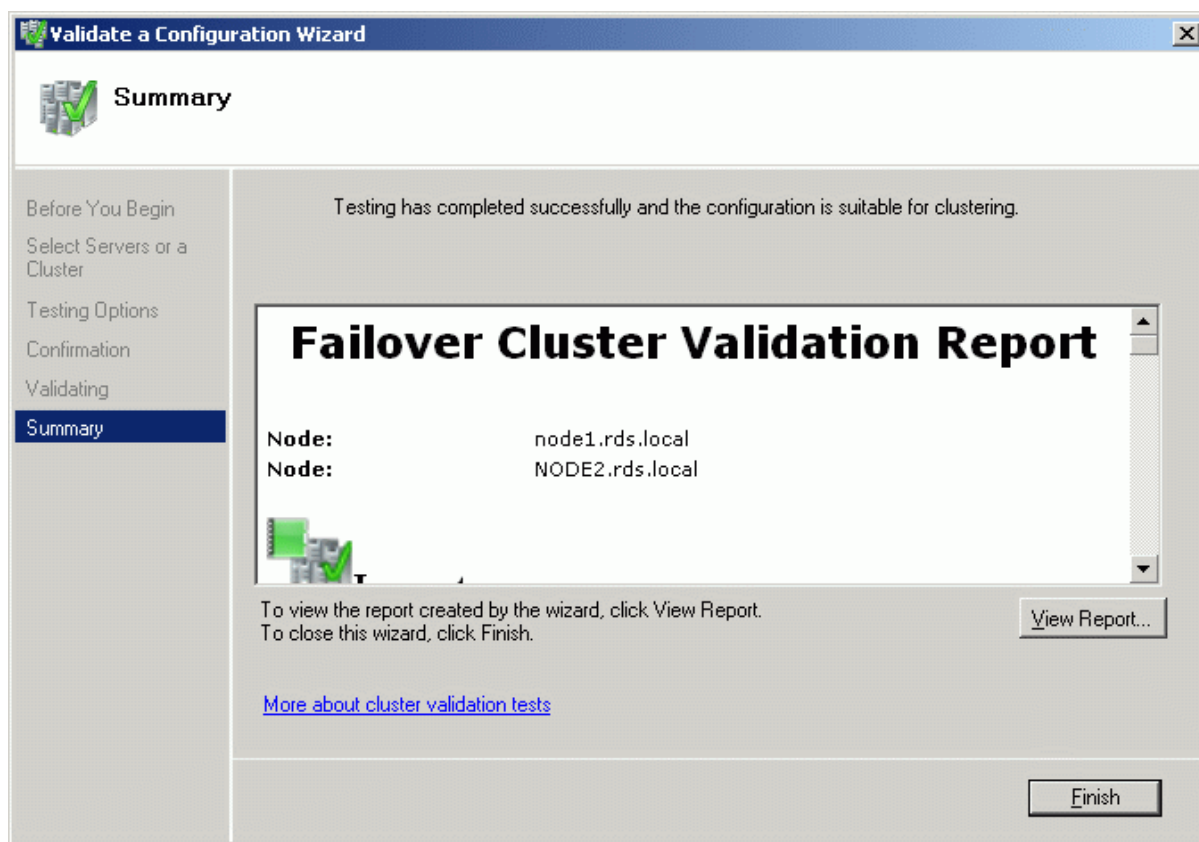 Validate a Configuration Wizard
Summary
Before You Begin
Select Servers or a
Cluster
Testing Options
Confirmation
Validating
Summary
Testing has completed successfully and the configuration is suitable for clustering.
Failover Cluster Validation Report
Node: node1.rds.local
Node: NODE2.rds.local
To view the report created by the wizard, click View Report.
To close this wizard, click Finish.
View Report...
More about cluster validation tests
Finish